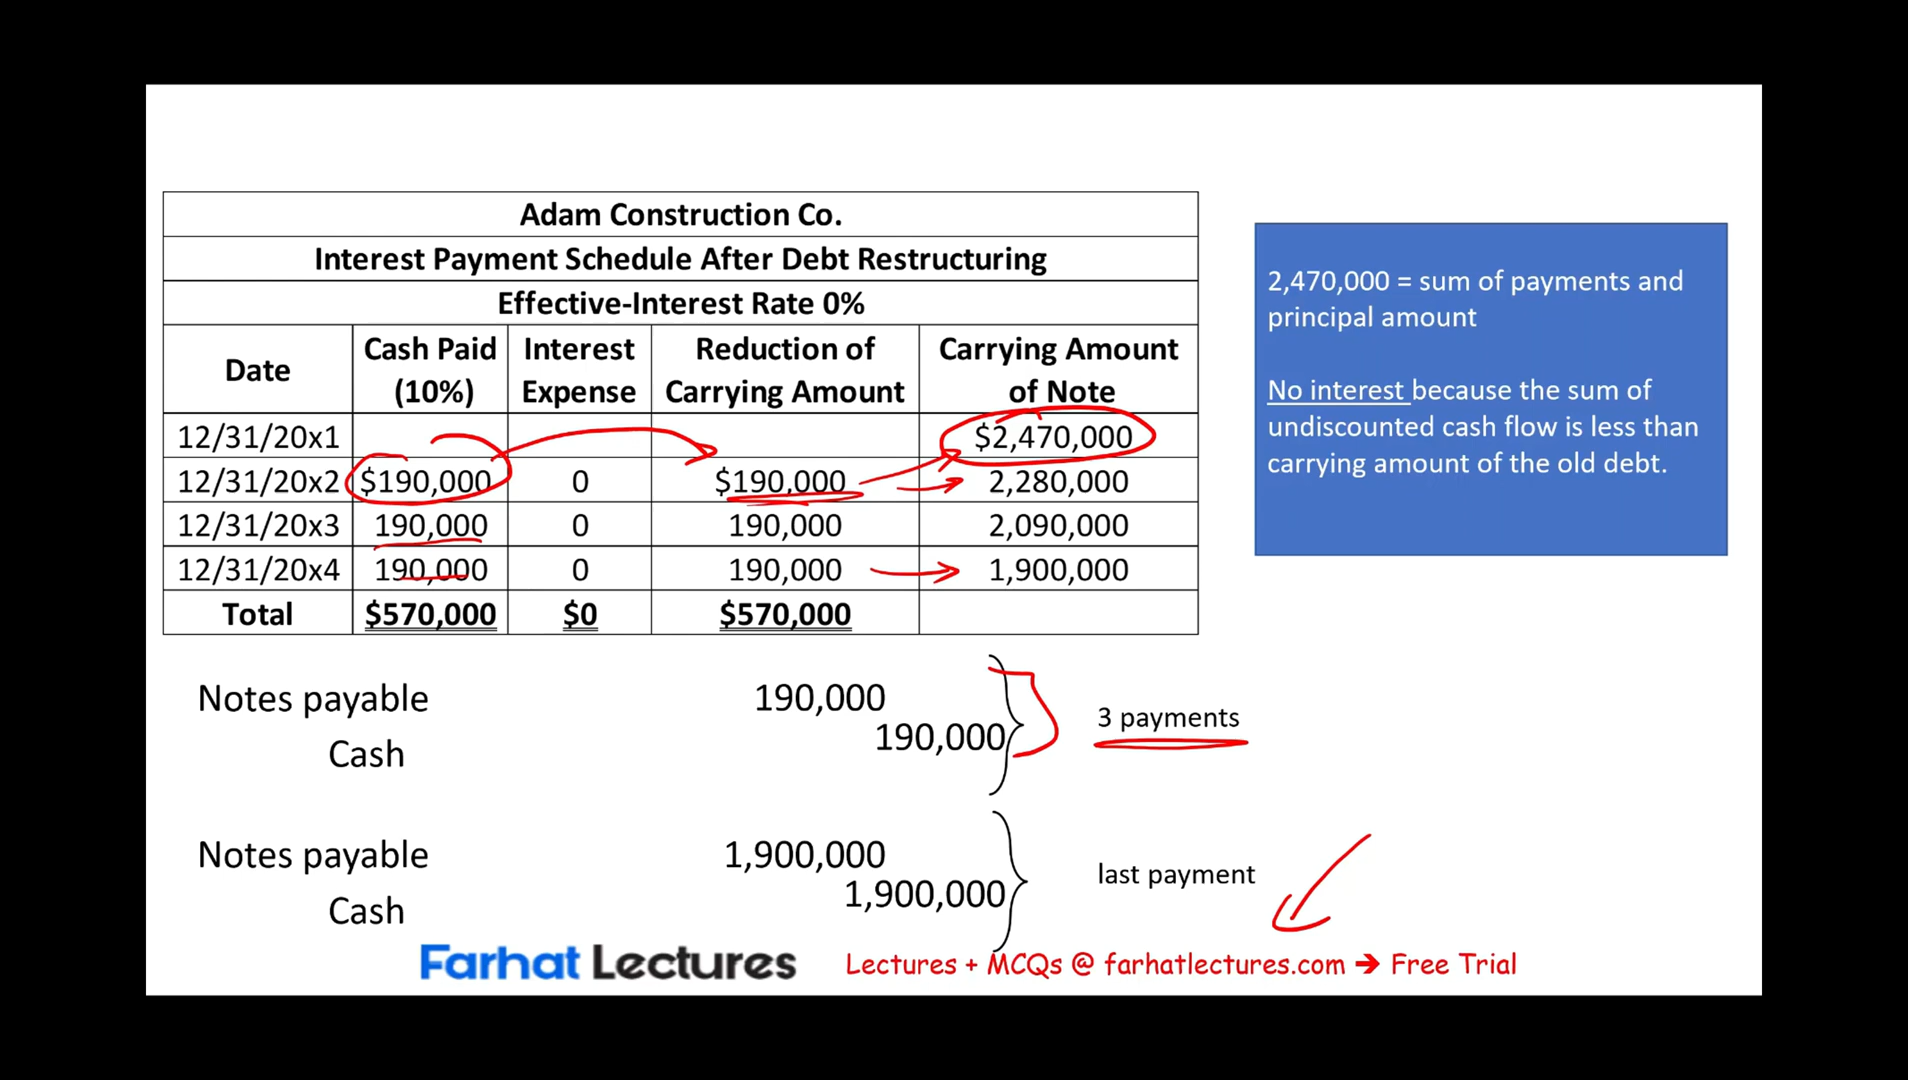 Adam Construction Co.
Interest Payment Schedule After Debt Restructuring
Effective-Interest Rate 0%
Date Cash Paid (10%) Interest Expense Reduction of Carrying Amount Carrying Amount of Note
12/31/20x1 $2,470,000
12/31/20x2 $190,000 0 $190,000 2,280,000
12/31/20x3 190,000 0 190,000 2,090,000
12/31/20x4 190,000 0 190,000 1,900,000
Total $570,000 $0 $570,000
2,470,000 = sum of payments and
principal amount
No interest because the sum of
undiscounted cash flow is less than
carrying amount of the old debt.
Notes payable 190,000
Cash 190,000
3 payments
Notes payable 1,900,000
Cash 1,900,000
last payment
Farhat Lectures
Lectures + MCQs @ farhatlectures.com ➔ Free Trial